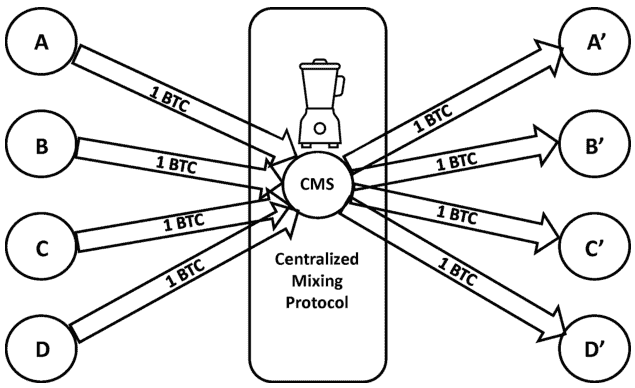 A
1 BTC
A’
B
1 BTC
B’
C
1 BTC
C’
D
1 BTC
D’
CMS
Centralized
Mixing
Protocol
1 BTC
1 BTC
1 BTC
1 BTC